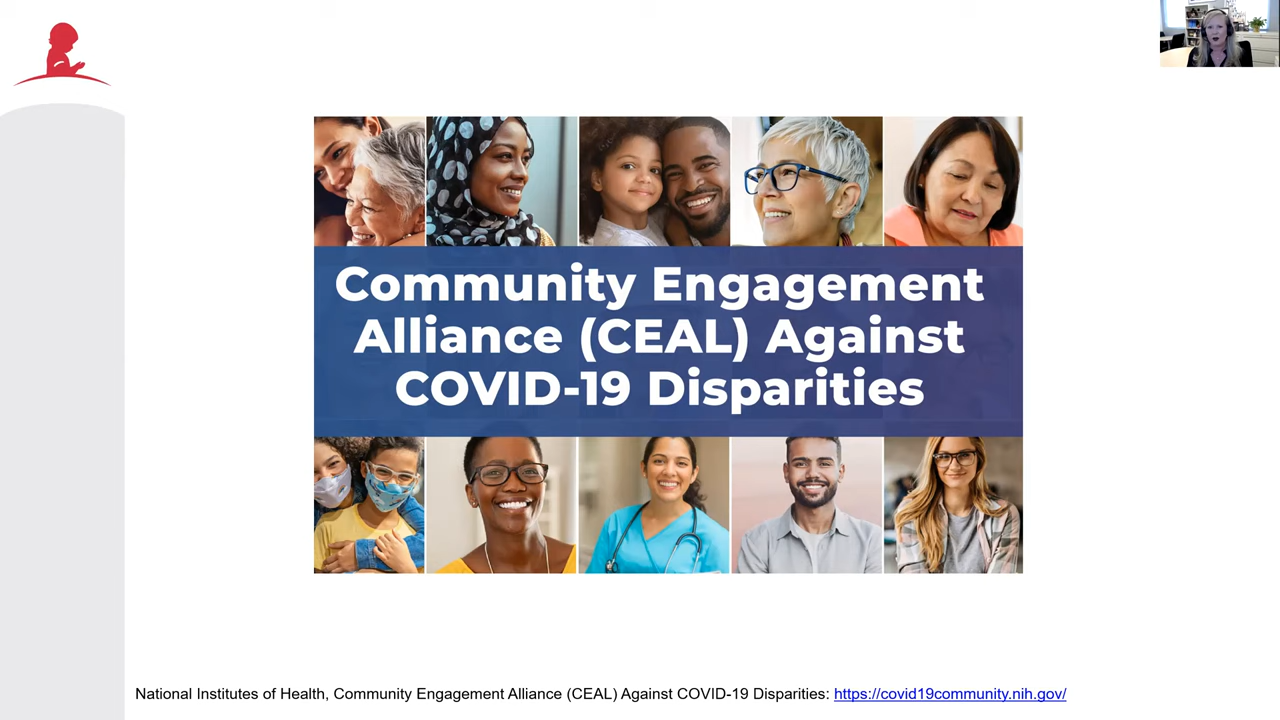 Community Engagement
Alliance (CEAL) Against
COVID-19 Disparities
National Institutes of Health, Community Engagement Alliance (CEAL) Against COVID-19 Disparities: https://covid19community.nih.gov/